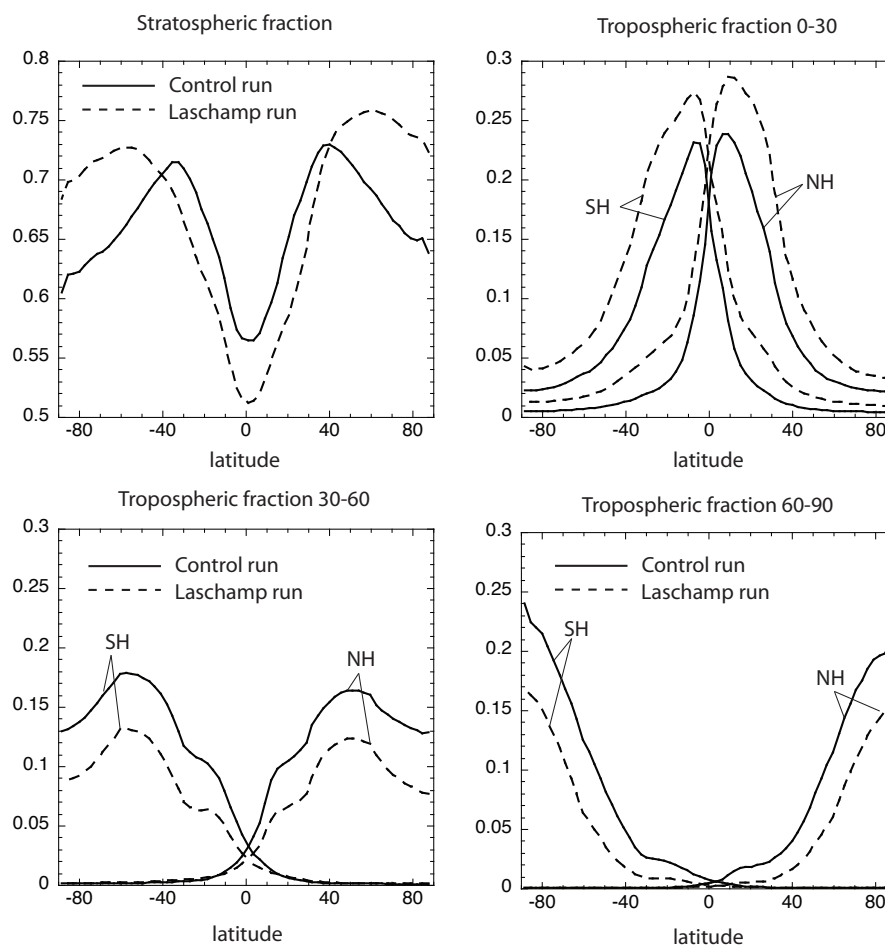 Stratospheric fraction
0.8
0.75
0.7
0.65
0.6
0.55
0.5
Control run
Laschamp run
-80 -40 0 40 80
latitude
Tropospheric fraction 0-30
0.3
0.25
0.2
0.15
0.1
0.05
0
SH
NH
-80 -40 0 40 80
latitude
Tropospheric fraction 30-60
0.3
0.25
0.2
0.15
0.1
0.05
0
Control run
Laschamp run
SH
NH
-80 -40 0 40 80
latitude
Tropospheric fraction 60-90
0.3
0.25
0.2
0.15
0.1
0.05
0
Control run
Laschamp run
SH
NH
-80 -40 0 40 80
latitude